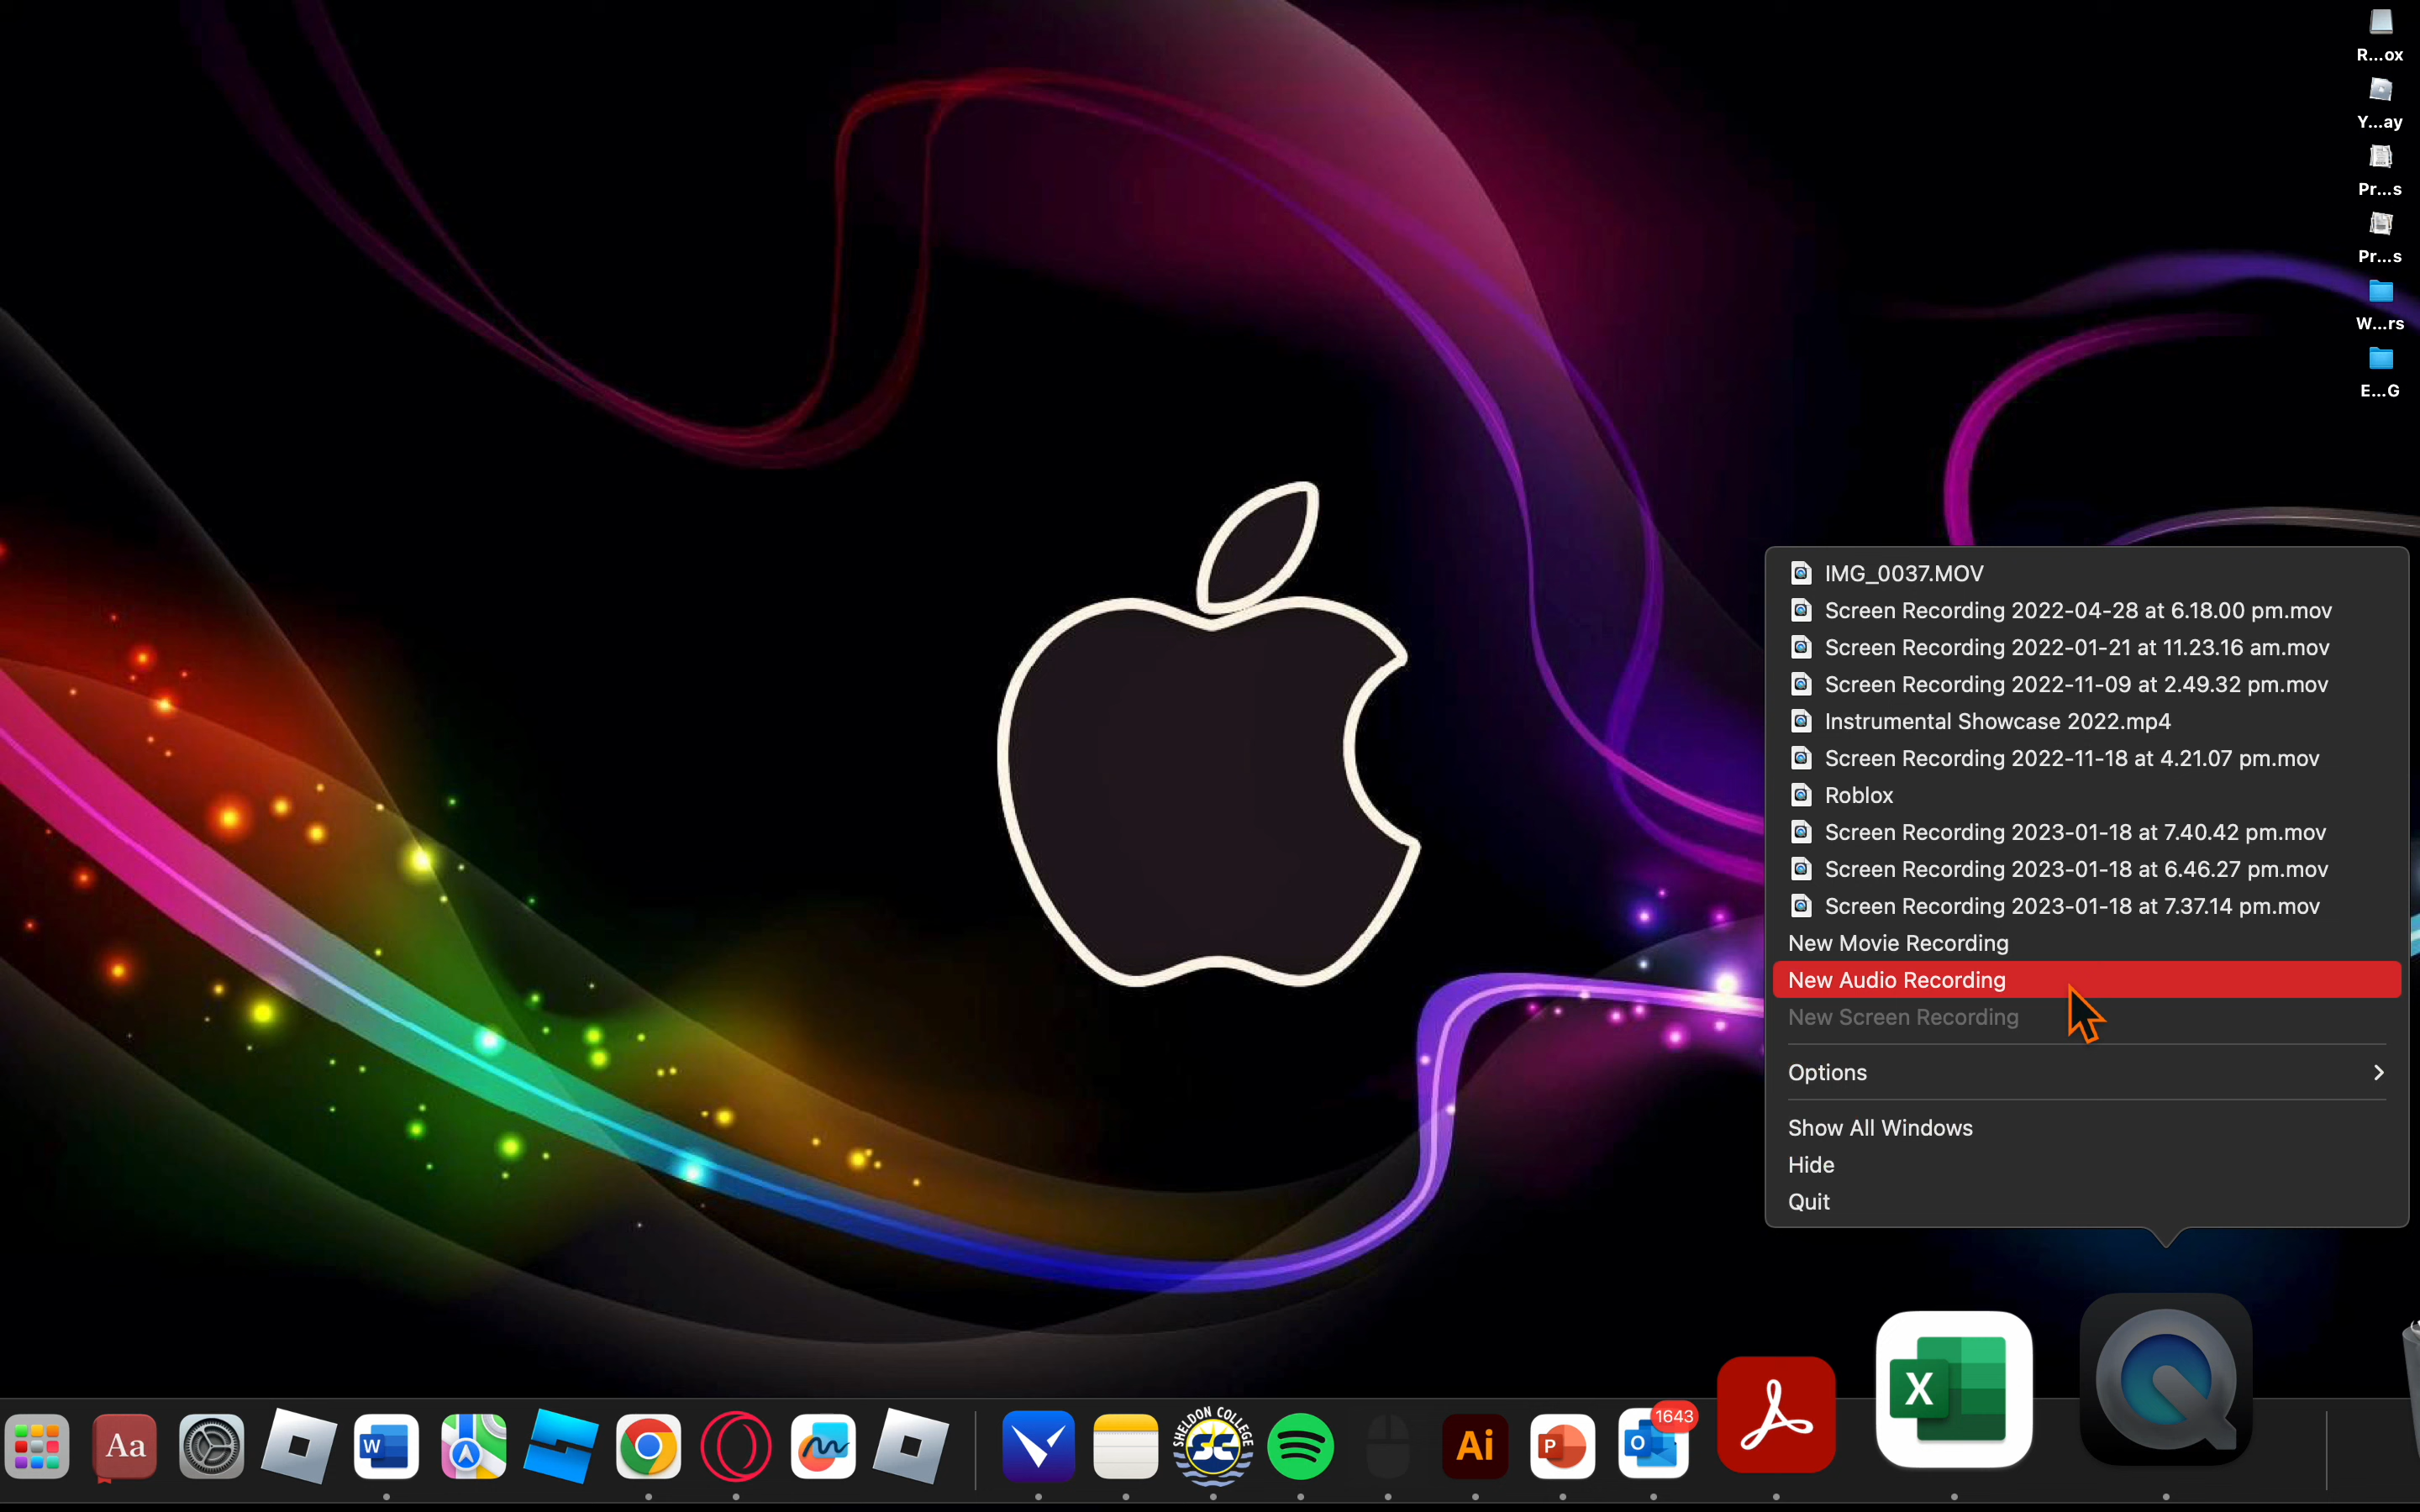 R...ox
Y...ay
Pr...s
Pr...s
W...rs
E...G
IMG_0037.MOV
Screen Recording 2022-04-28 at 6.18.00 pm.mov
Screen Recording 2022-01-21 at 11.23.16 am.mov
Screen Recording 2022-11-09 at 2.49.32 pm.mov
Instrumental Showcase 2022.mp4
Screen Recording 2022-11-18 at 4.21.07 pm.mov
Roblox
Screen Recording 2023-01-18 at 7.40.42 pm.mov
Screen Recording 2023-01-18 at 6.46.27 pm.mov
Screen Recording 2023-01-18 at 7.37.14 pm.mov
New Movie Recording
New Audio Recording
New Screen Recording
Options
Show All Windows
Hide
Quit
Aa
W
SHELDON COLLEGE
SC
Ai
P
O
1643
X